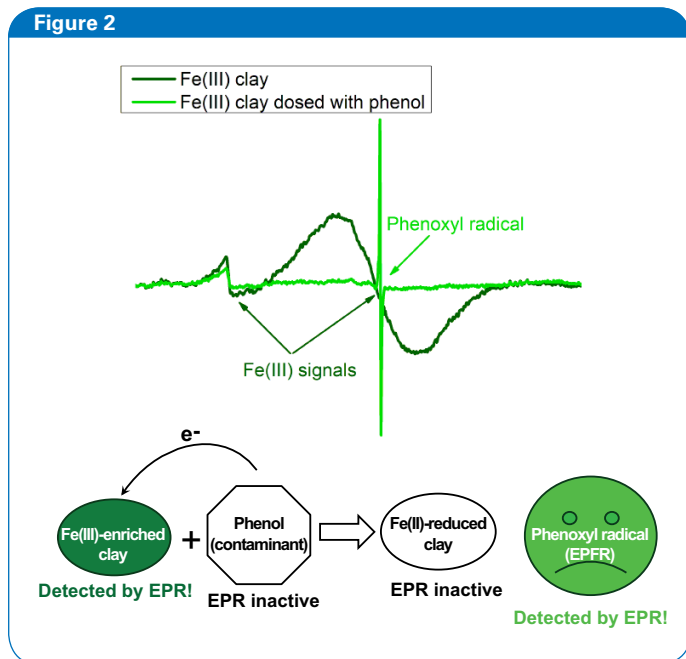 Figure 2
Fe(III) clay
Fe(III) clay dosed with phenol
Phenoxyl radical
Fe(III) signals
e-
Fe(III)-enriched
clay
+
Phenol
(contaminant)
Fe(II)-reduced
clay
Phenoxyl radical
(EPFR)
Detected by EPR!
EPR inactive
EPR inactive
Detected by EPR!